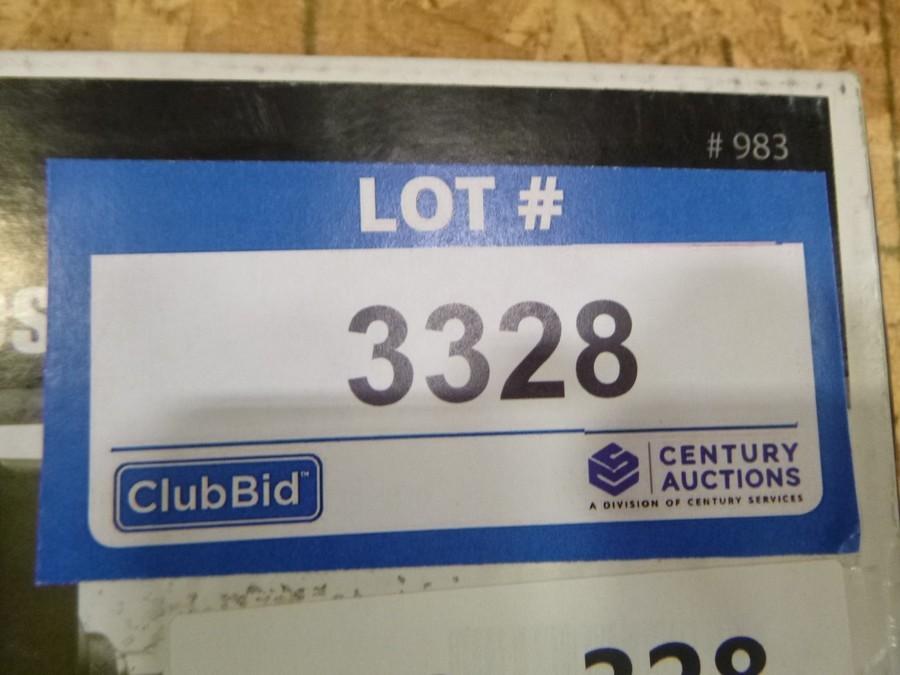 # 983
LOT #
3328
ClubBid™
CENTURY
AUCTIONS
A DIVISION OF CENTURY SERVICES